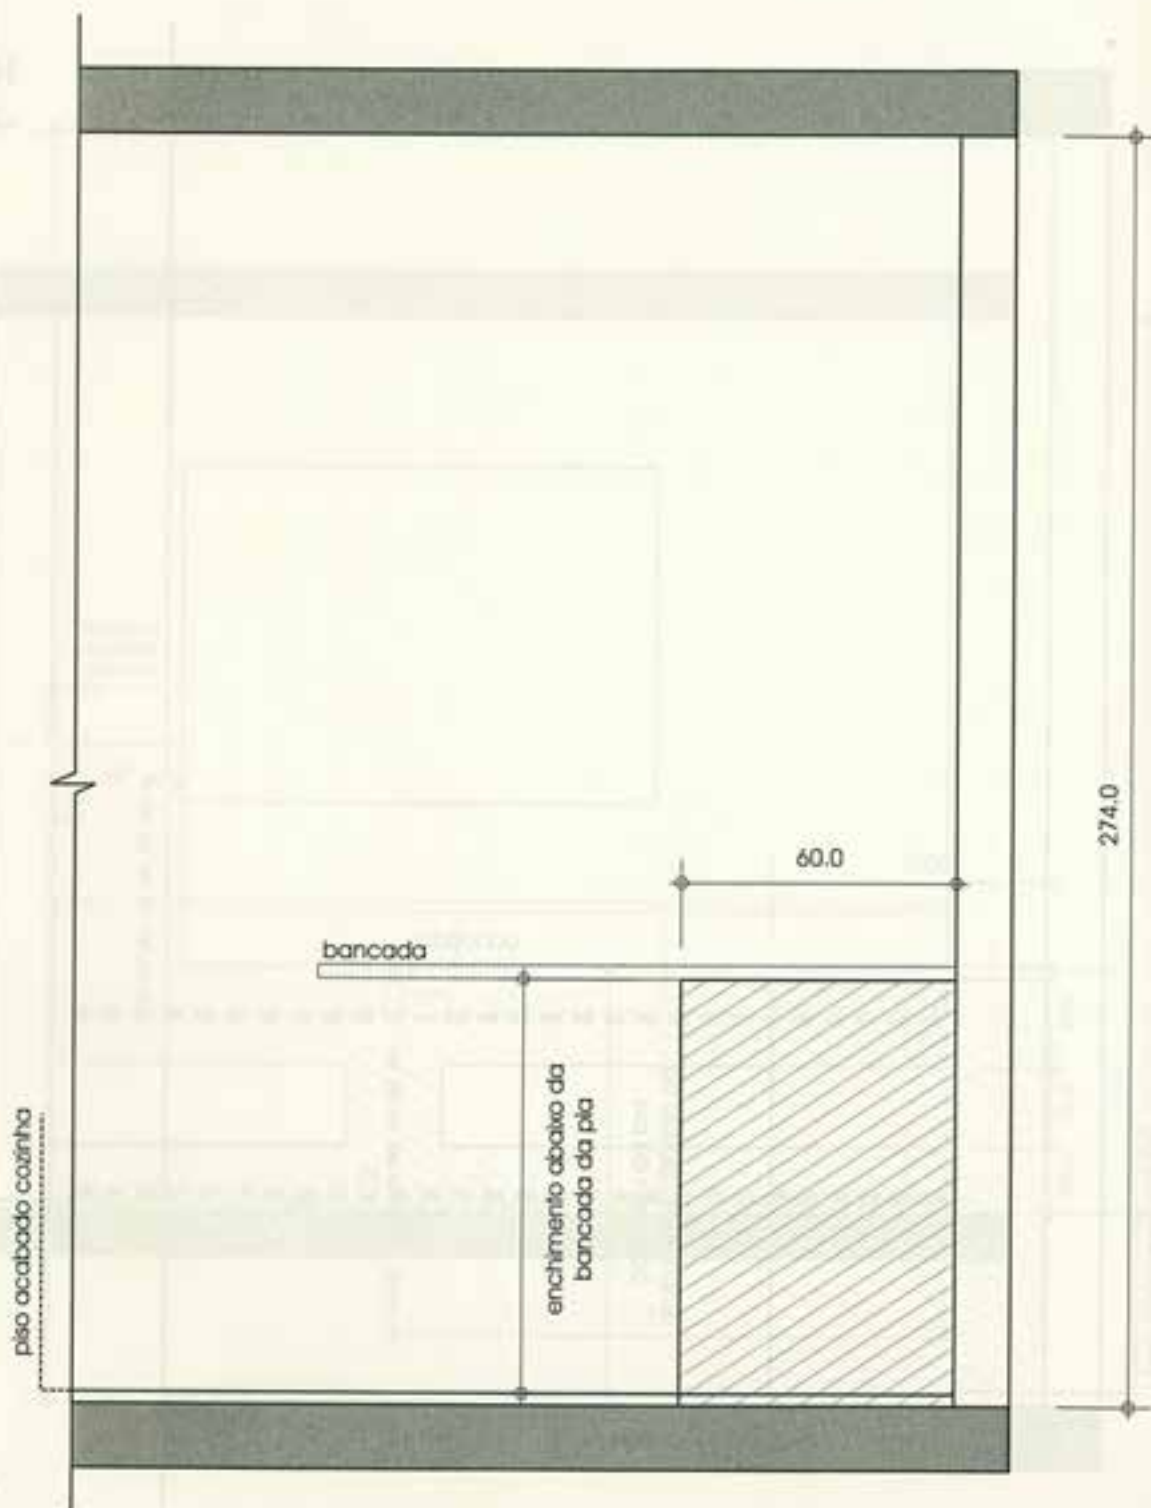 274.0
60.0
bancada
enchimento abaixo da
bancada da pia
piso acabado cozinha